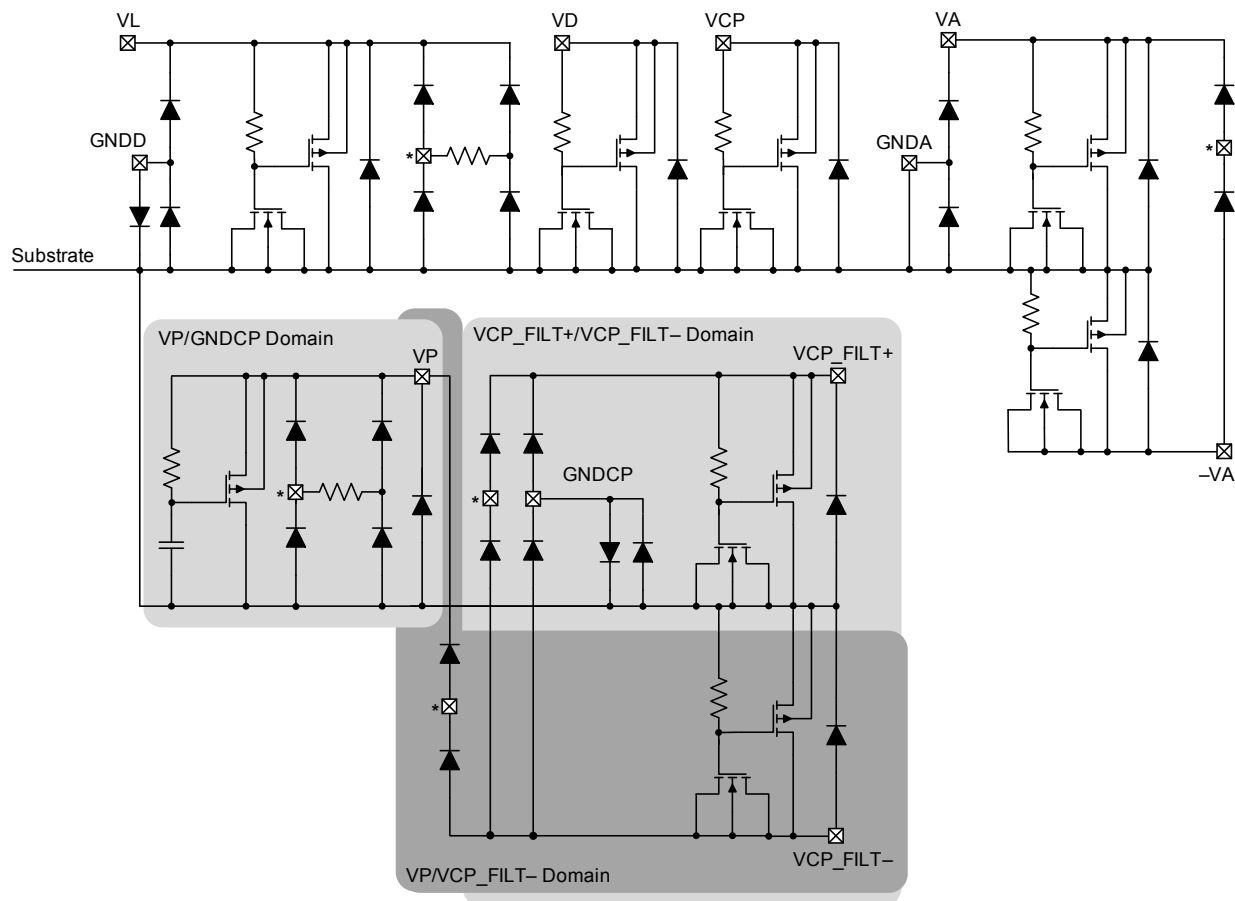 VL
VD
VCP
VA
GNDD
*
GNDA
*
Substrate
VP/GNDCP Domain
VP
VCP_FILT+/VCP_FILT– Domain
VCP_FILT+
*
*
GNDCP
–VA
*
VCP_FILT–
VP/VCP_FILT– Domain